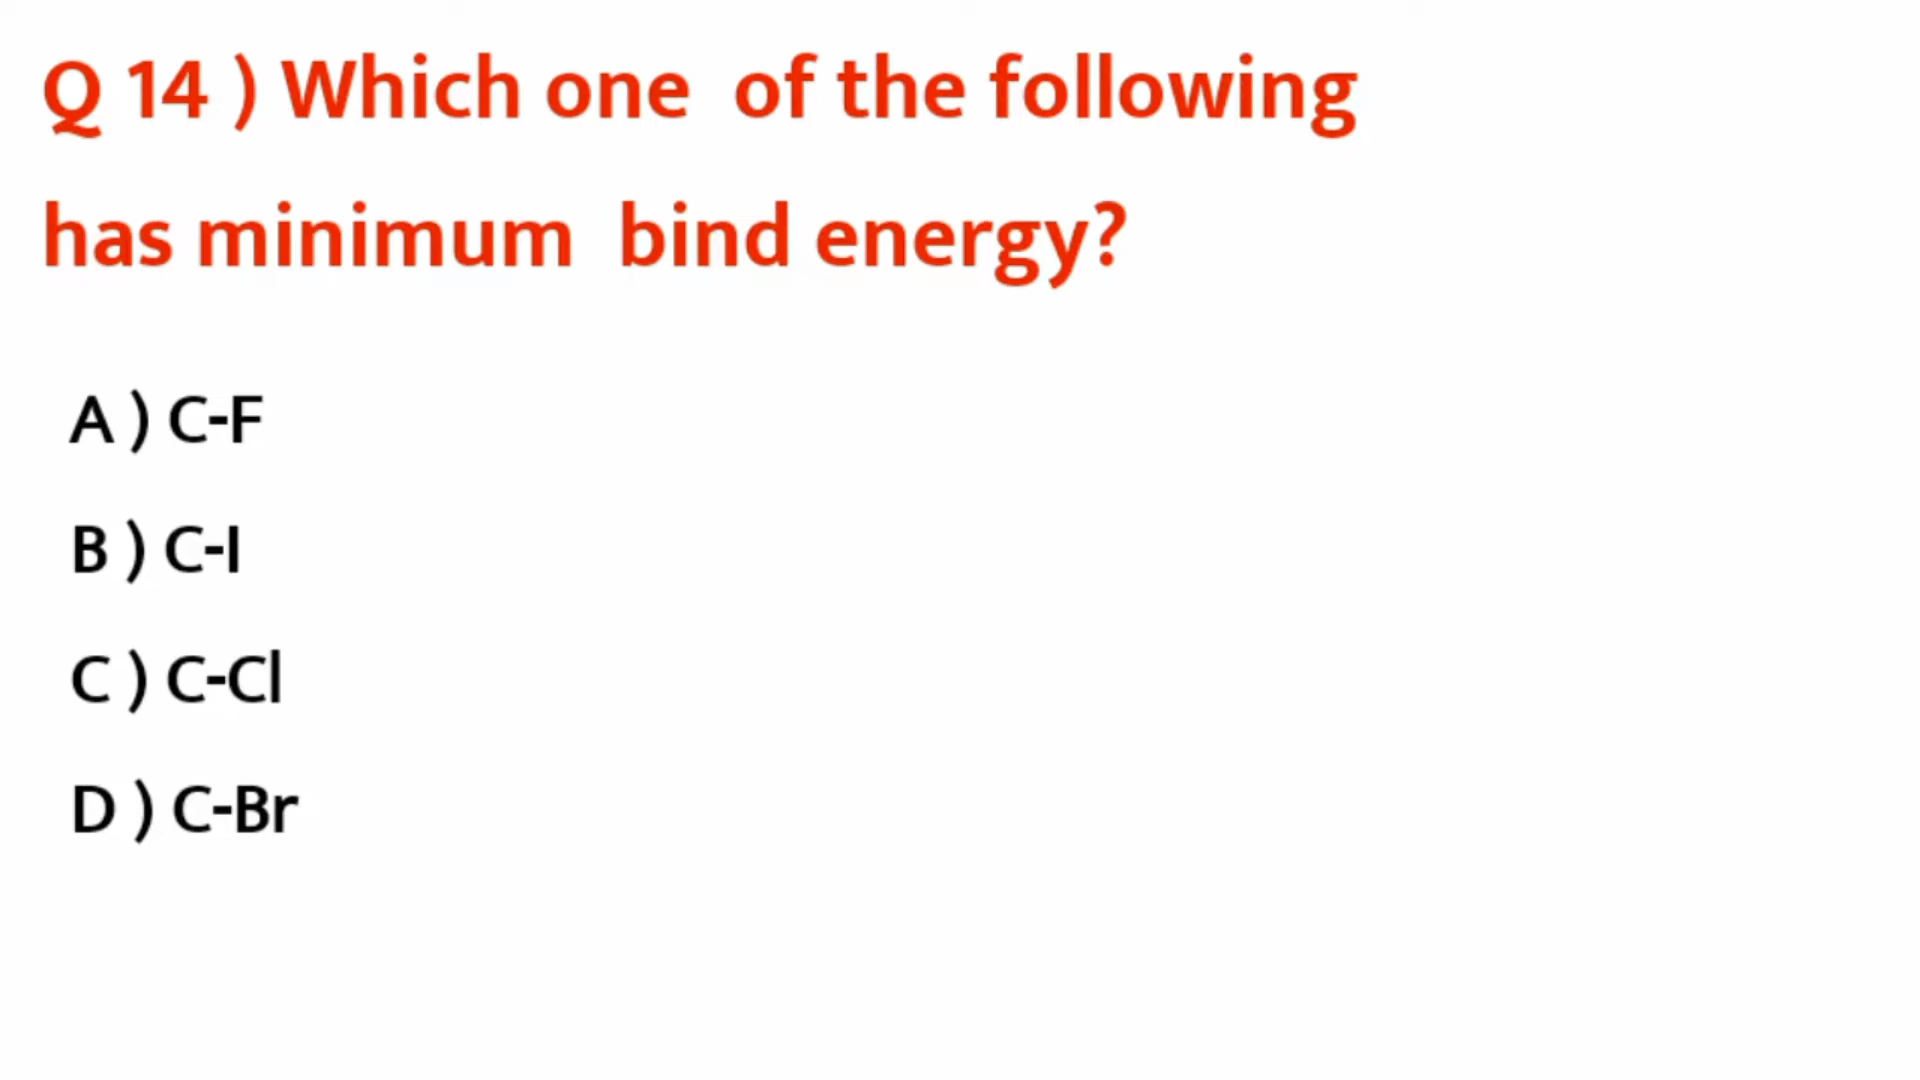 Q 14 ) Which one of the following
has minimum bind energy?
A ) C-F
B ) C-I
C ) C-Cl
D ) C-Br